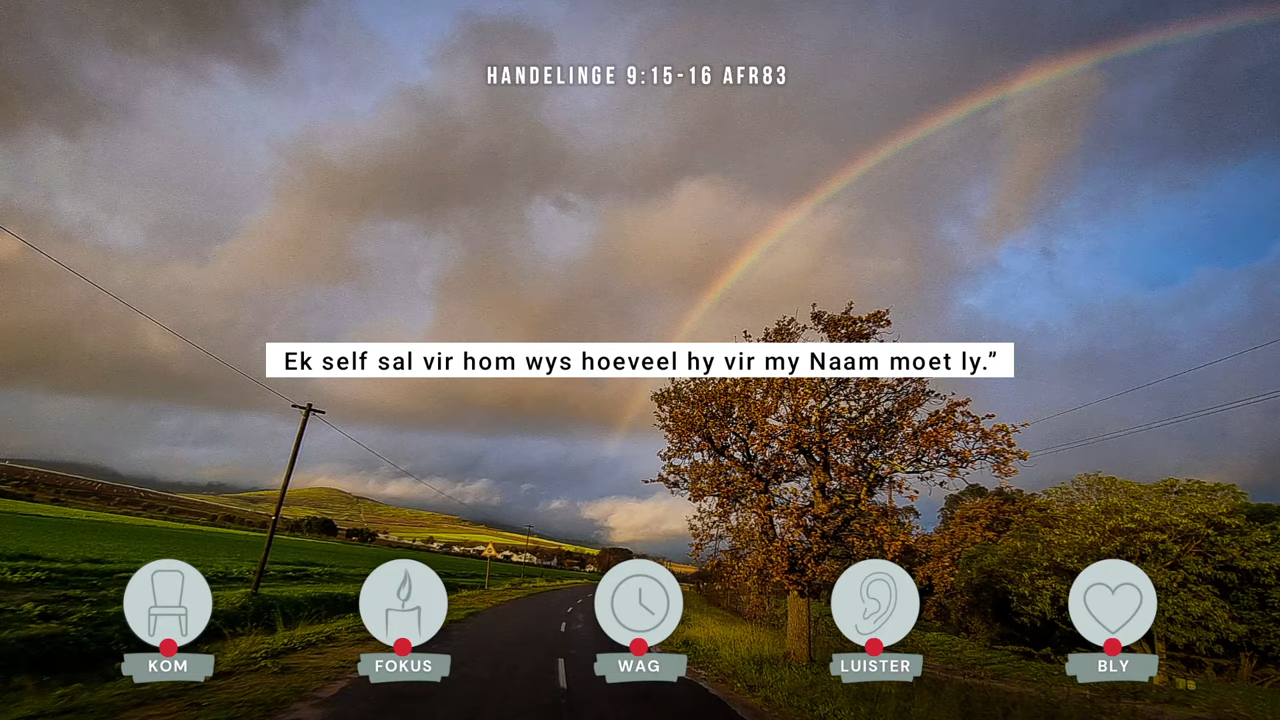 HANDELINGE 9:15-16 AFR83
Ek self sal vir hom wys hoeveel hy vir my Naam moet ly.”
KOM
FOKUS
WAG
LUISTER
BLY